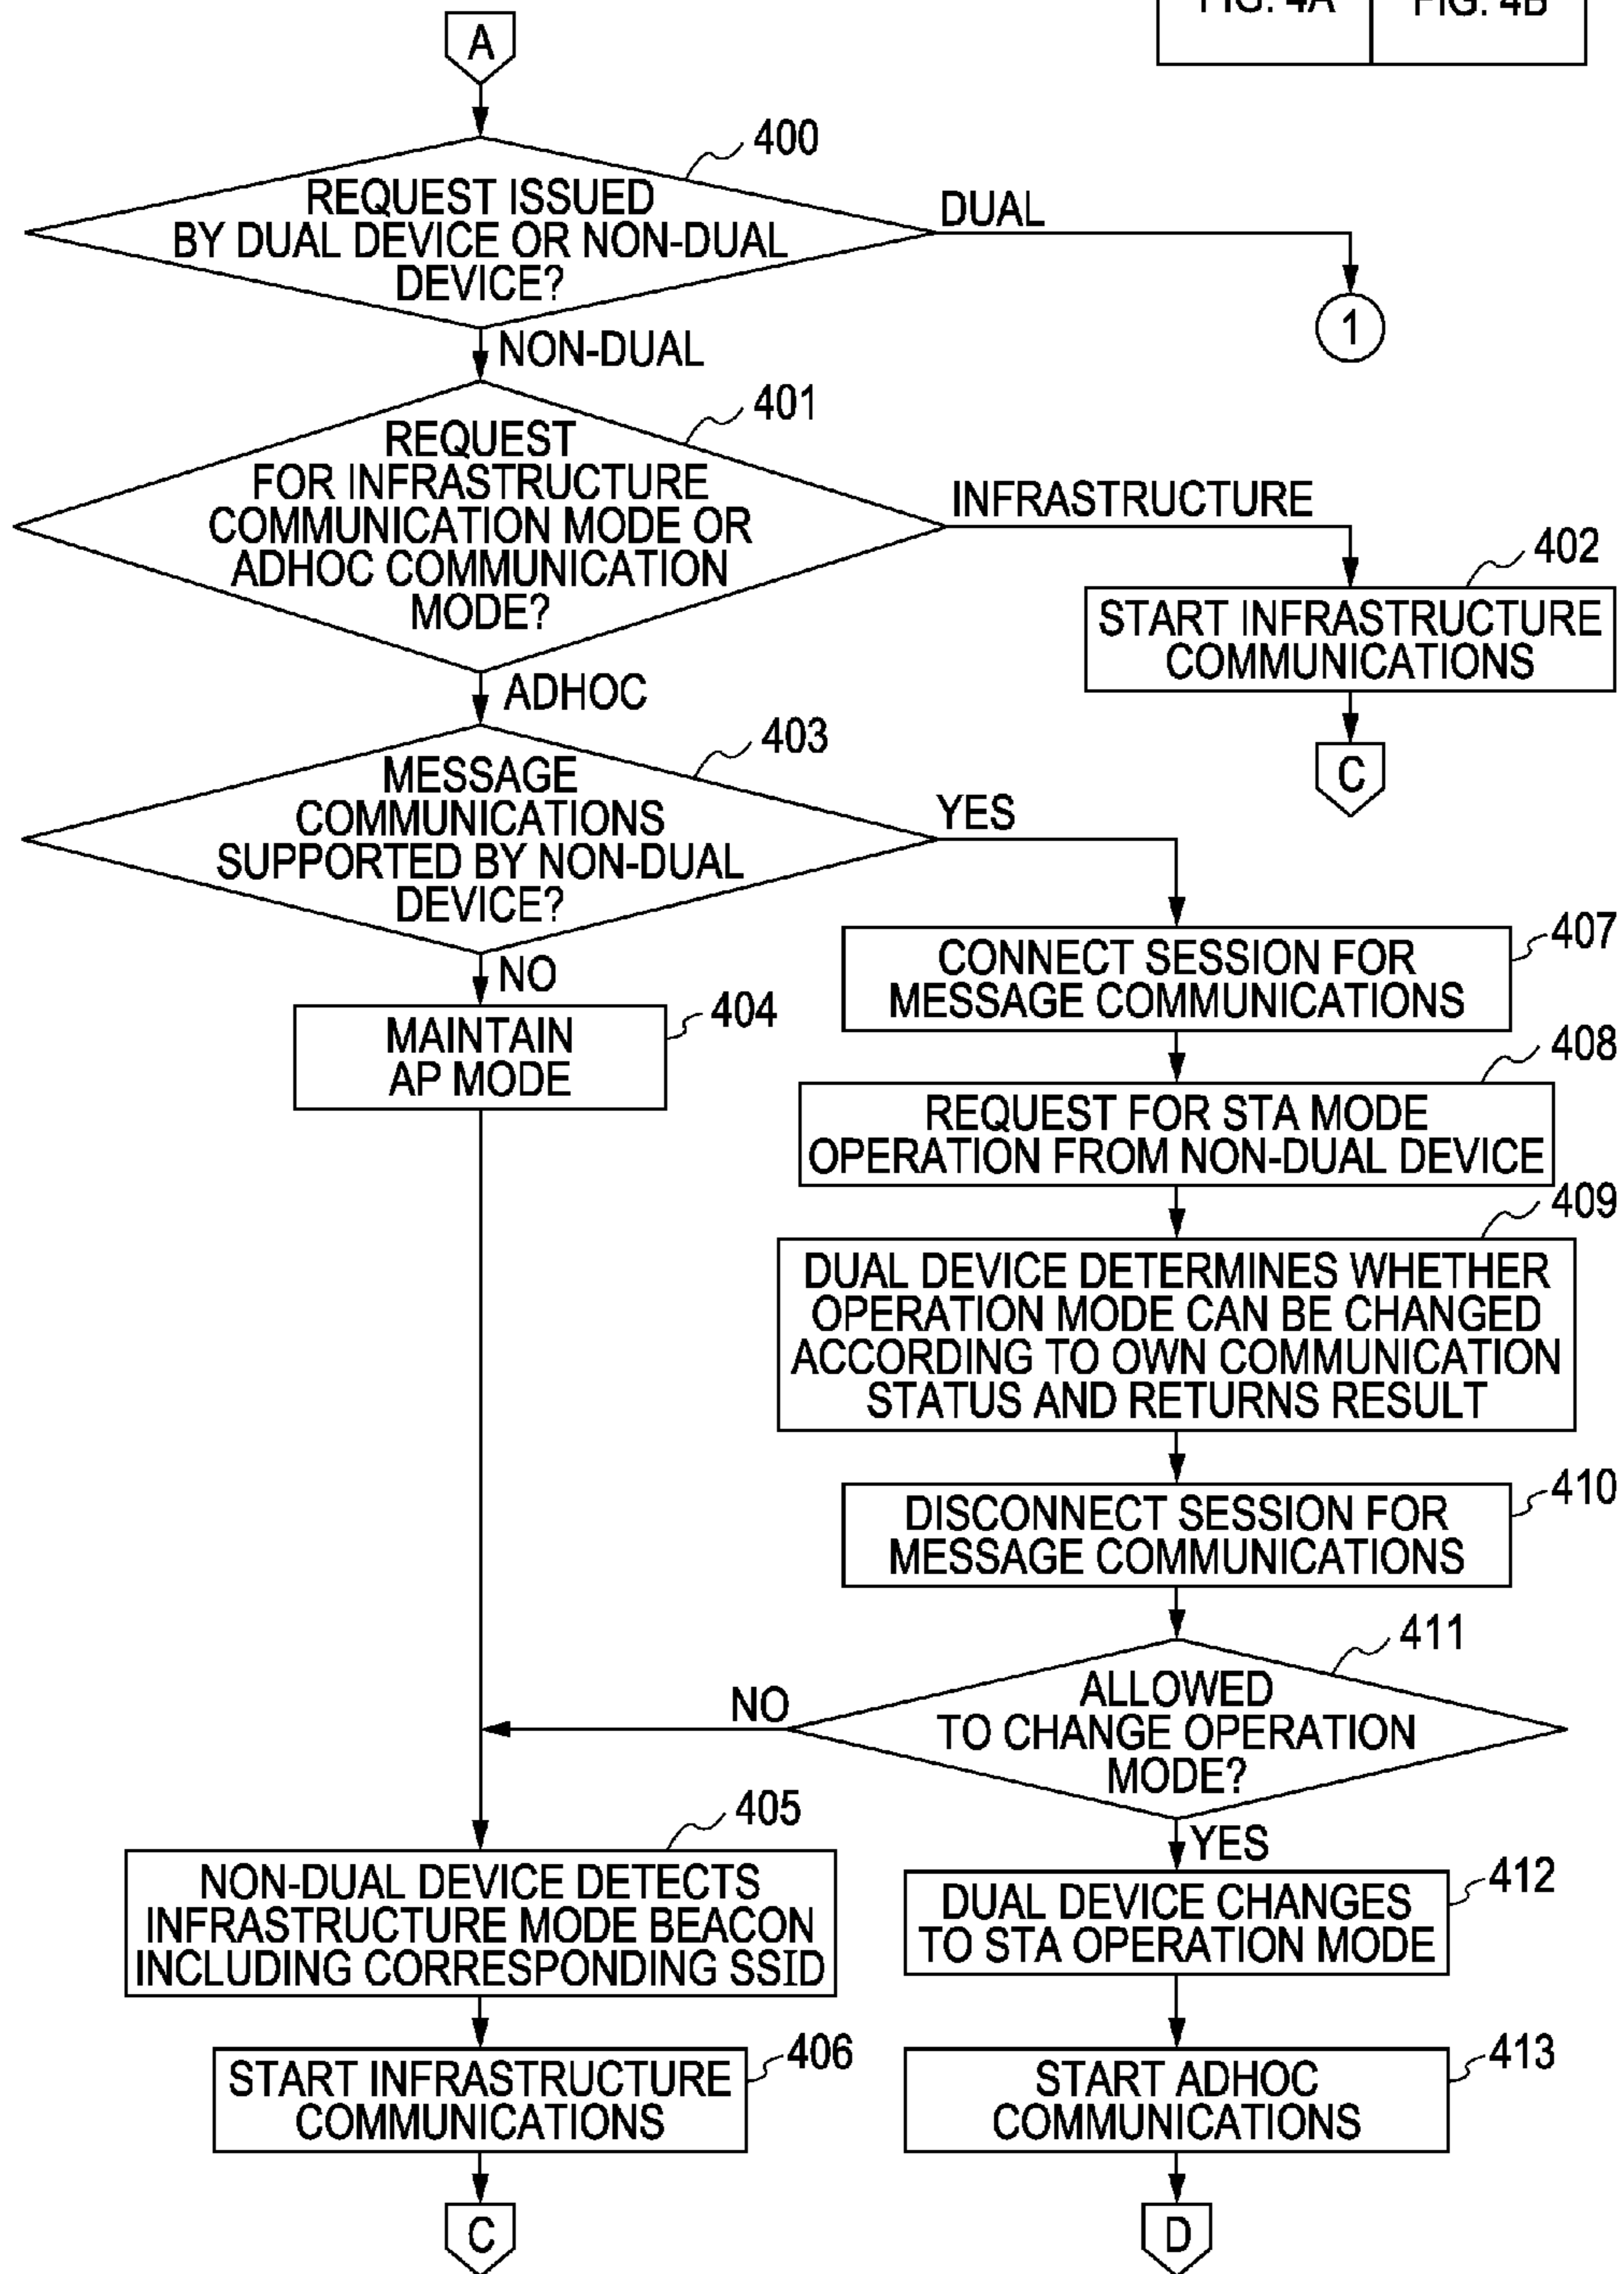 FIG. 4A
FIG. 4B
A
400
REQUEST ISSUED
BY DUAL DEVICE OR NON-DUAL
DEVICE?
DUAL
1
NON-DUAL
401
REQUEST
FOR INFRASTRUCTURE
COMMUNICATION MODE OR
ADHOC COMMUNICATION
MODE?
INFRASTRUCTURE
402
START INFRASTRUCTURE
COMMUNICATIONS
C
ADHOC
403
MESSAGE
COMMUNICATIONS
SUPPORTED BY NON-DUAL
DEVICE?
YES
NO
404
MAINTAIN
AP MODE
407
CONNECT SESSION FOR
MESSAGE COMMUNICATIONS
408
REQUEST FOR STA MODE
OPERATION FROM NON-DUAL DEVICE
409
DUAL DEVICE DETERMINES WHETHER
OPERATION MODE CAN BE CHANGED
ACCORDING TO OWN COMMUNICATION
STATUS AND RETURNS RESULT
410
DISCONNECT SESSION FOR
MESSAGE COMMUNICATIONS
411
ALLOWED
TO CHANGE OPERATION
MODE?
NO
YES
405
NON-DUAL DEVICE DETECTS
INFRASTRUCTURE MODE BEACON
INCLUDING CORRESPONDING SSID
406
START INFRASTRUCTURE
COMMUNICATIONS
C
412
DUAL DEVICE CHANGES
TO STA OPERATION MODE
413
START ADHOC
COMMUNICATIONS
D